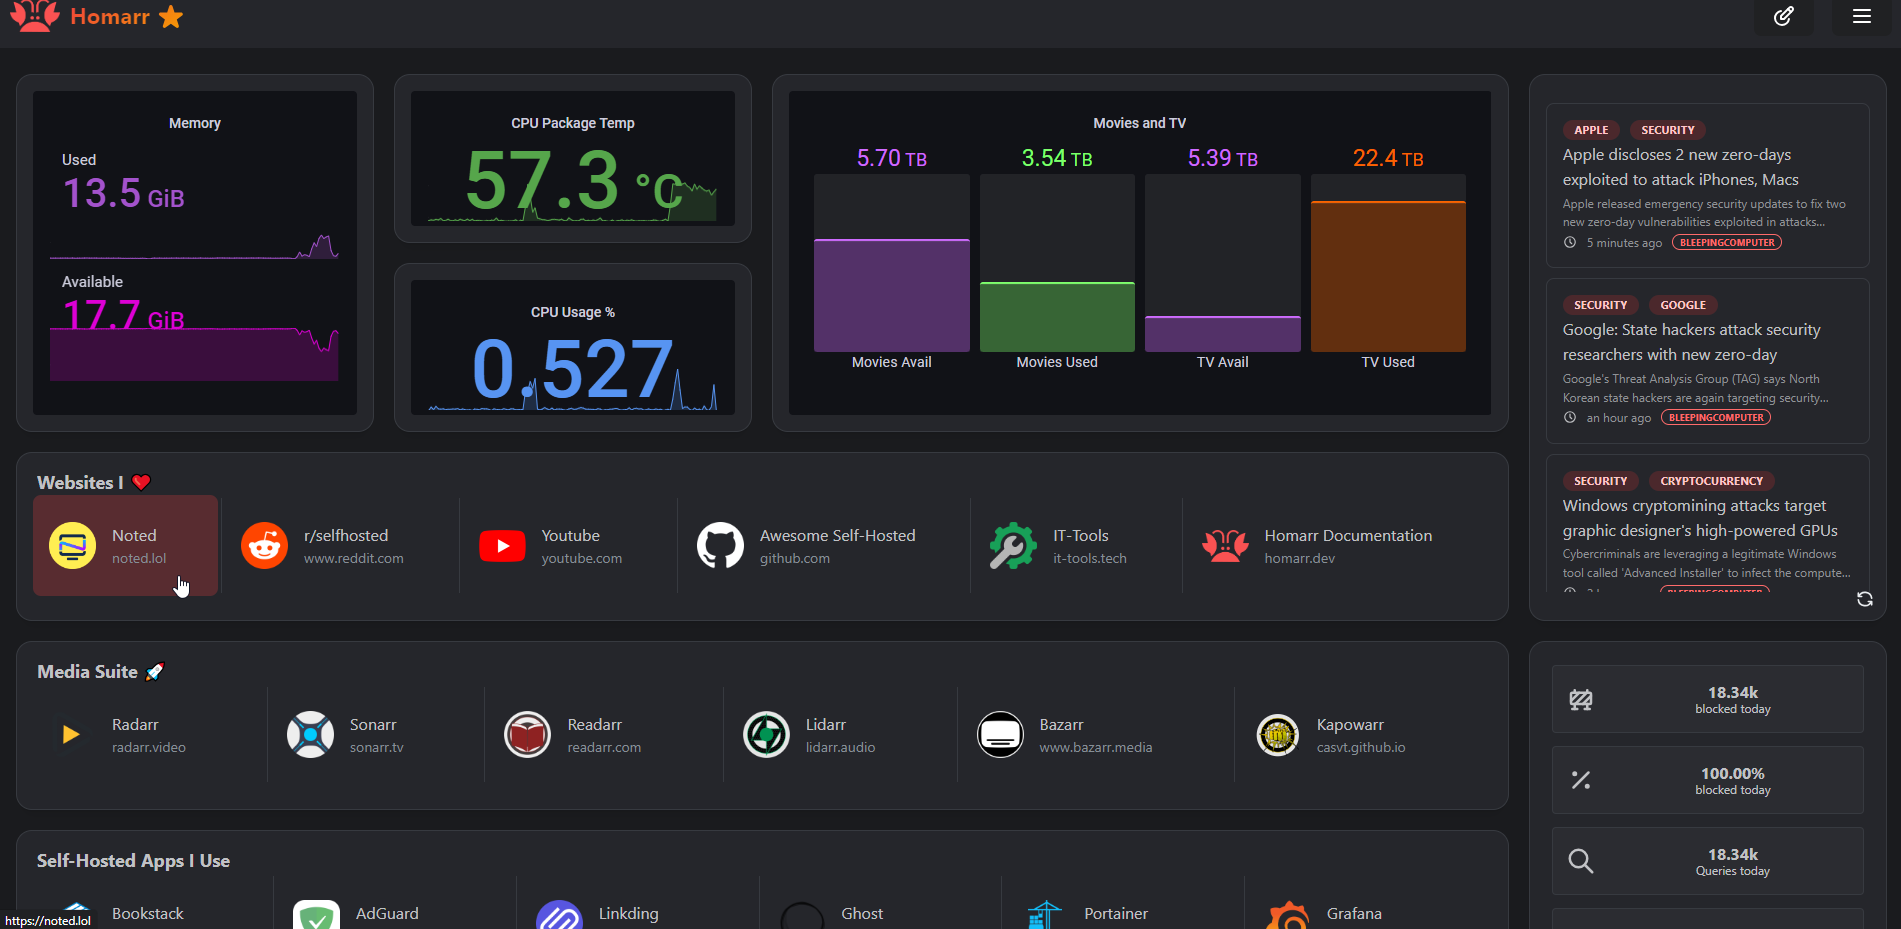 Homarr
Memory
Used
13.5 GiB
Available
17.7 GiB
CPU Package Temp
57.3 °C
CPU Usage %
0.527
Movies and TV
5.70 TB
3.54 TB
5.39 TB
22.4 TB
Movies Avail
Movies Used
TV Avail
TV Used
APPLE
SECURITY
Apple discloses 2 new zero-days
exploited to attack iPhones, Macs
Apple released emergency security updates to fix two
new zero-day vulnerabilities exploited in attacks...
5 minutes ago
BLEEPINGCOMPUTER
SECURITY
GOOGLE
Google: State hackers attack security
researchers with new zero-day
Google's Threat Analysis Group (TAG) says North
Korean state hackers are again targeting security...
an hour ago
BLEEPINGCOMPUTER
SECURITY
CRYPTOCURRENCY
Windows cryptomining attacks target
graphic designer's high-powered GPUs
Cybercriminals are leveraging a legitimate Windows
tool called 'Advanced Installer' to infect the compute...
BLEEPINGCOMPUTER
Websites I
Noted
noted.lol
r/selfhosted
www.reddit.com
Youtube
youtube.com
Awesome Self-Hosted
github.com
IT-Tools
it-tools.tech
Homarr Documentation
homarr.dev
Media Suite
Radarr
radarr.video
Sonarr
sonarr.tv
Readarr
readarr.com
Lidarr
lidarr.audio
Bazarr
www.bazarr.media
Kapowarr
casvt.github.io
18.34k
blocked today
100.00%
blocked today
18.34k
Queries today
Self-Hosted Apps I Use
Bookstack
AdGuard
Linkding
Ghost
Portainer
Grafana
https://noted.lol